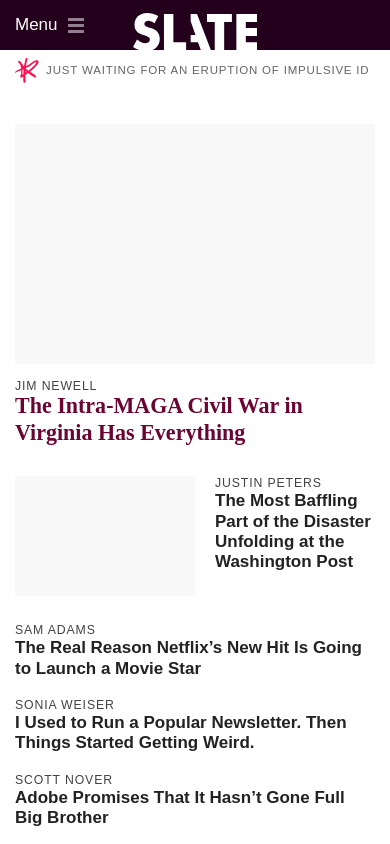 Menu
SLATE
JUST WAITING FOR AN ERUPTION OF IMPULSIVE ID
JIM NEWELL
The Intra-MAGA Civil War in
Virginia Has Everything
JUSTIN PETERS
The Most Baffling
Part of the Disaster
Unfolding at the
Washington Post
SAM ADAMS
The Real Reason Netflix’s New Hit Is Going
to Launch a Movie Star
SONIA WEISER
I Used to Run a Popular Newsletter. Then
Things Started Getting Weird.
SCOTT NOVER
Adobe Promises That It Hasn’t Gone Full
Big Brother